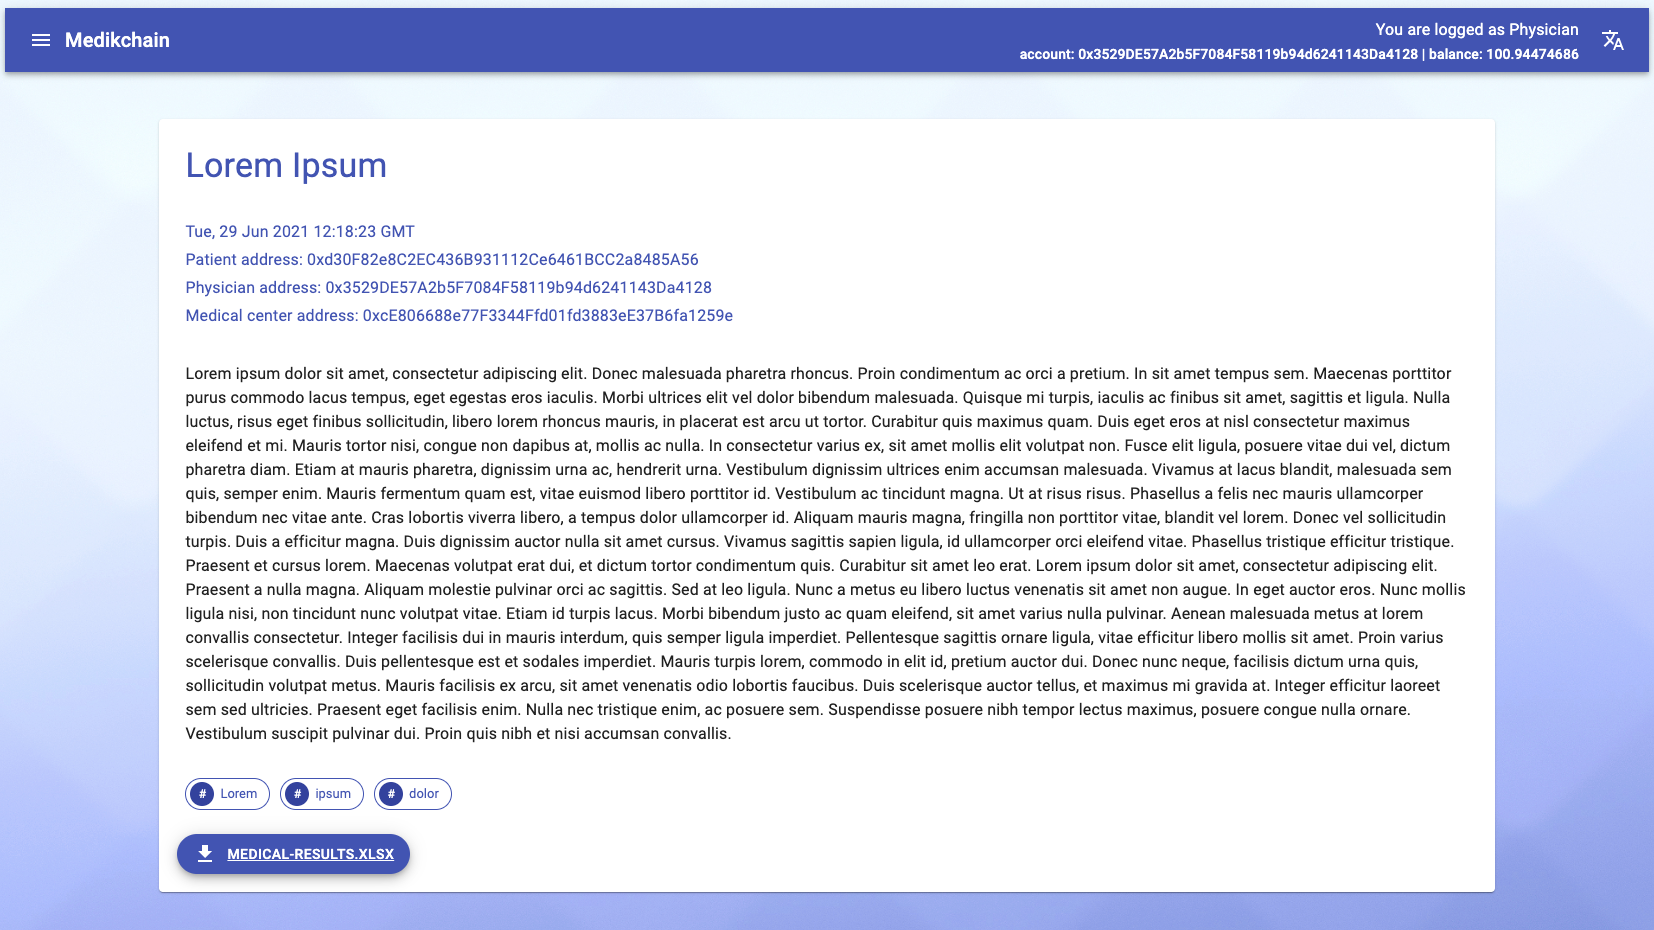 Medikchain
You are logged as Physician
account: 0x3529DE57A2b5F7084F58119b94d6241143Da4128 | balance: 100.94474686
Lorem Ipsum
Tue, 29 Jun 2021 12:18:23 GMT
Patient address: 0xd30F82e8C2EC436B931112Ce6461BCC2a8485A56
Physician address: 0x3529DE57A2b5F7084F58119b94d6241143Da4128
Medical center address: 0xcE806688e77F3344Ffd01fd3883eE37B6fa1259e
Lorem ipsum dolor sit amet, consectetur adipiscing elit. Donec malesuada pharetra rhoncus. Proin condimentum ac orci a pretium. In sit amet tempus sem. Maecenas porttitor
purus commodo lacus tempus, eget egestas eros iaculis. Morbi ultrices elit vel dolor bibendum malesuada. Quisque mi turpis, iaculis ac finibus sit amet, sagittis et ligula. Nulla
luctus, risus eget finibus sollicitudin, libero lorem rhoncus mauris, in placerat est arcu ut tortor. Curabitur quis maximus quam. Duis eget eros at nisl consectetur maximus
eleifend et mi. Mauris tortor nisi, congue non dapibus at, mollis ac nulla. In consectetur varius ex, sit amet mollis elit volutpat non. Fusce elit ligula, posuere vitae dui vel, dictum
pharetra diam. Etiam at mauris pharetra, dignissim urna ac, hendrerit urna. Vestibulum dignissim ultrices enim accumsan malesuada. Vivamus at lacus blandit, malesuada sem
quis, semper enim. Mauris fermentum quam est, vitae euismod libero porttitor id. Vestibulum ac tincidunt magna. Ut at risus risus. Phasellus a felis nec mauris ullamcorper
bibendum nec vitae ante. Cras lobortis viverra libero, a tempus dolor ullamcorper id. Aliquam mauris magna, fringilla non porttitor vitae, blandit vel lorem. Donec vel sollicitudin
turpis. Duis a efficitur magna. Duis dignissim auctor nulla sit amet cursus. Vivamus sagittis sapien ligula, id ullamcorper orci eleifend vitae. Phasellus tristique efficitur tristique.
Praesent et cursus lorem. Maecenas volutpat erat dui, et dictum tortor condimentum quis. Curabitur sit amet leo erat. Lorem ipsum dolor sit amet, consectetur adipiscing elit.
Praesent a nulla magna. Aliquam molestie pulvinar orci ac sagittis. Sed at leo ligula. Nunc a metus eu libero luctus venenatis sit amet non augue. In eget auctor eros. Nunc mollis
ligula nisi, non tincidunt nunc volutpat vitae. Etiam id turpis lacus. Morbi bibendum justo ac quam eleifend, sit amet varius nulla pulvinar. Aenean malesuada metus at lorem
convallis consectetur. Integer facilisis dui in mauris interdum, quis semper ligula imperdiet. Pellentesque sagittis ornare ligula, vitae efficitur libero mollis sit amet. Proin varius
scelerisque convallis. Duis pellentesque est et sodales imperdiet. Mauris turpis lorem, commodo in elit id, pretium auctor dui. Donec nunc neque, facilisis dictum urna quis,
sollicitudin volutpat metus. Mauris facilisis ex arcu, sit amet venenatis odio lobortis faucibus. Duis scelerisque auctor tellus, et maximus mi gravida at. Integer efficitur laoreet
sem sed ultricies. Praesent eget facilisis enim. Nulla nec tristique enim, ac posuere sem. Suspendisse posuere nibh tempor lectus maximus, posuere congue nulla ornare.
Vestibulum suscipit pulvinar dui. Proin quis nibh et nisi accumsan convallis.
# Lorem # ipsum # dolor
MEDICAL-RESULTS.XLSX